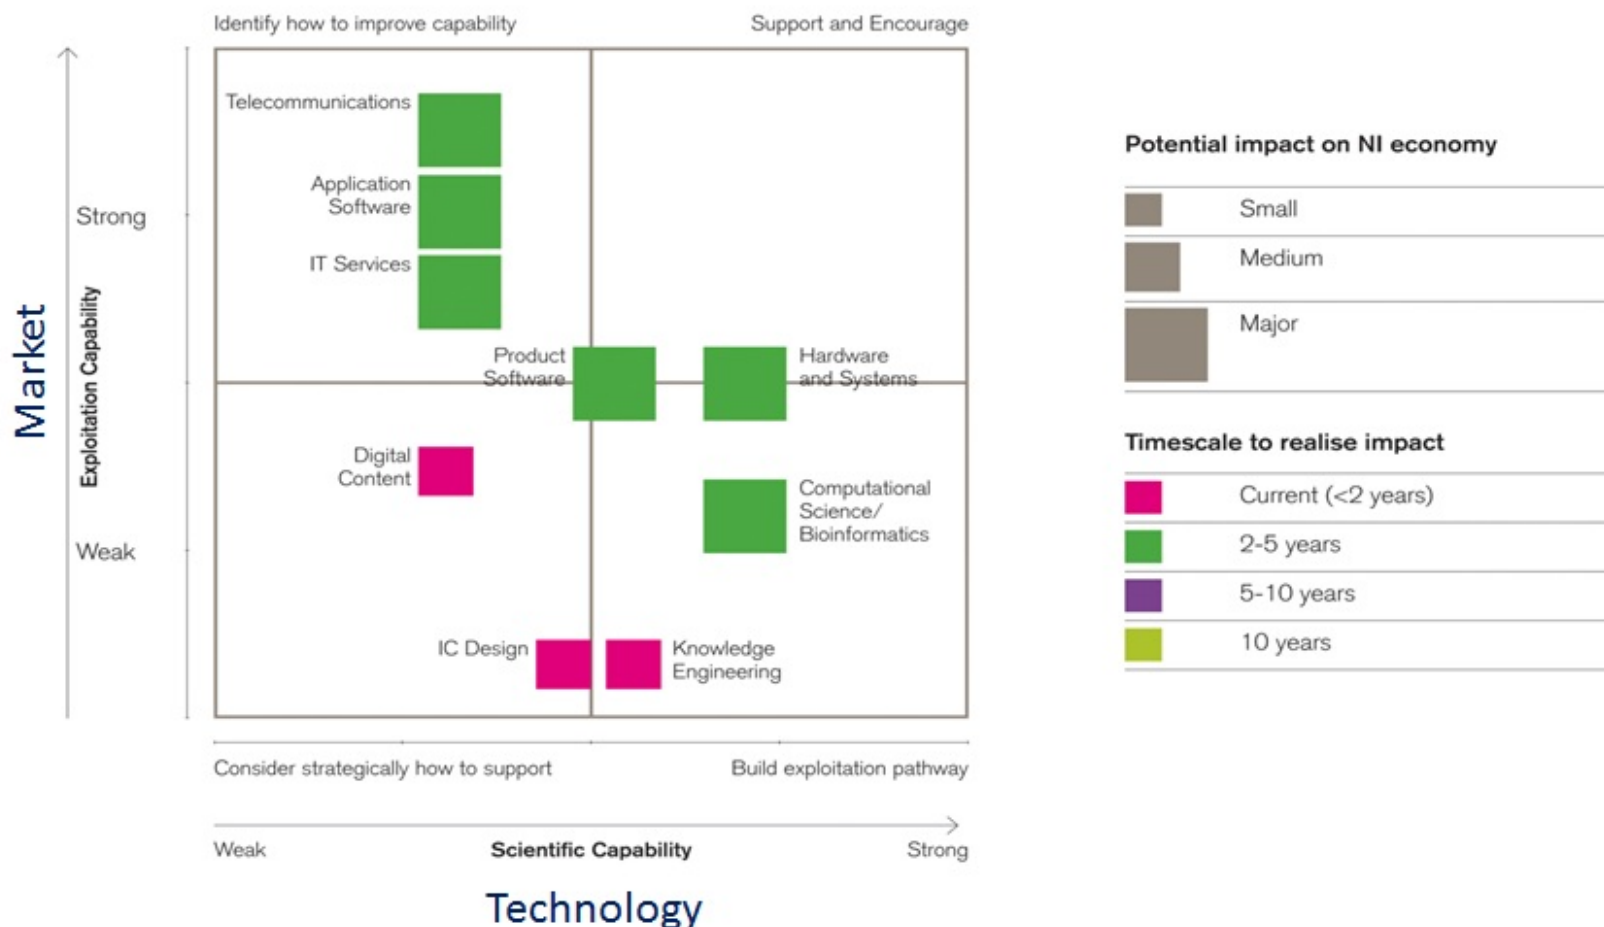 Identify how to improve capability
Support and Encourage
Telecommunications
Application
Software
Strong
IT Services
Market
Exploitation Capability
Product
Software
Hardware
and Systems
Digital
Content
Computational
Science/
Bioinformatics
Weak
IC Design
Knowledge
Engineering
Consider strategically how to support
Build exploitation pathway
Weak
Scientific Capability
Strong
Technology
Potential impact on NI economy
Small
Medium
Major
Timescale to realise impact
Current (<2 years)
2-5 years
5-10 years
10 years